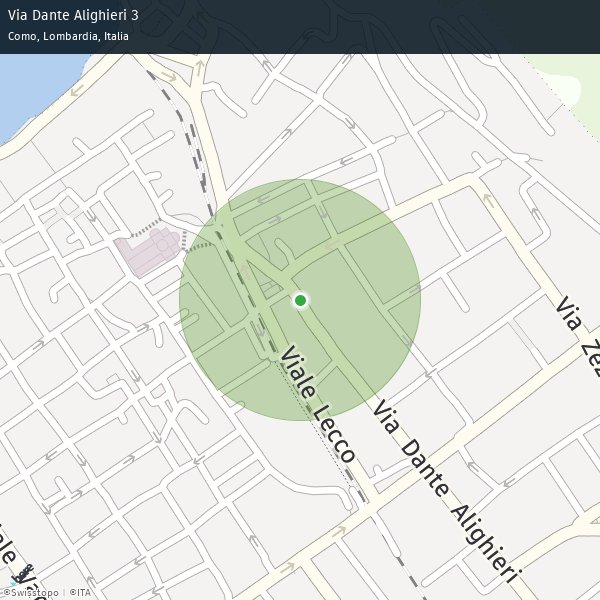 Via Dante Alighieri 3
Como, Lombardia, Italia
Via Zez
Viale Lecco
Via Dante Alighieri
©Swisstopo | ©ITA